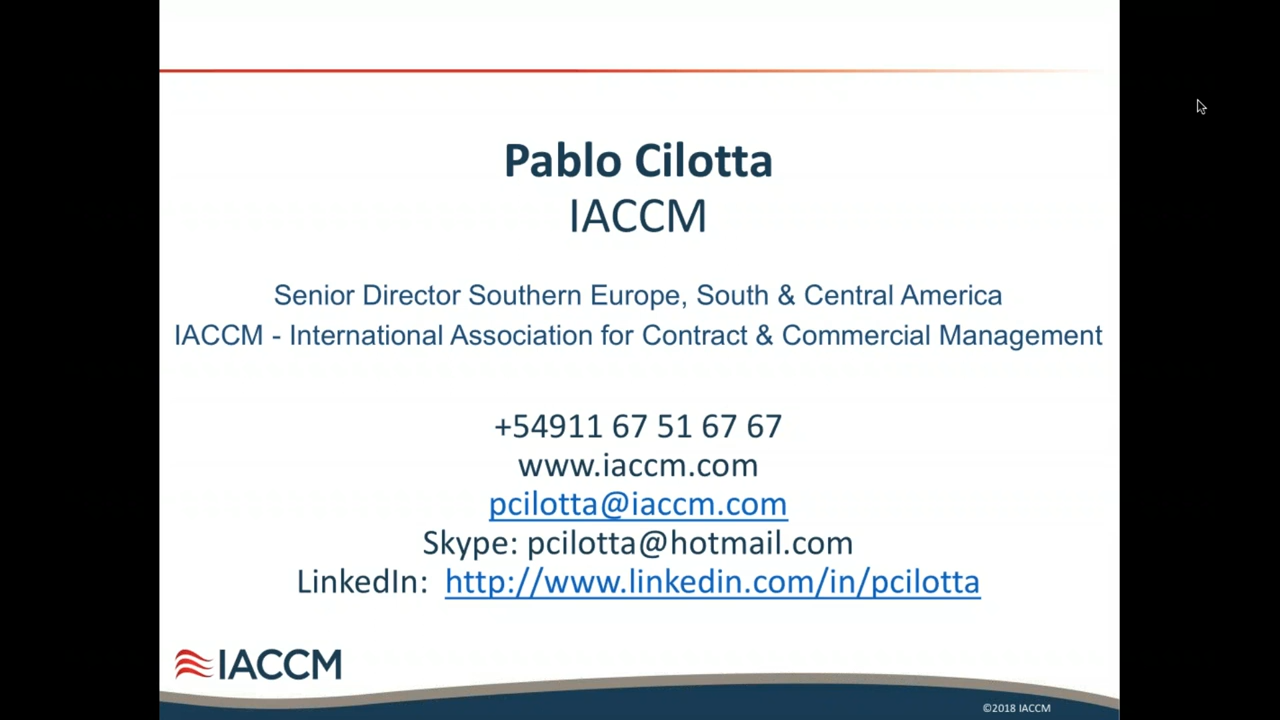 Pablo Cilotta
IACCM
Senior Director Southern Europe, South & Central America
IACCM - International Association for Contract & Commercial Management
+54911 67 51 67 67
www.iaccm.com
pcilotta@iaccm.com
Skype: pcilotta@hotmail.com
LinkedIn: http://www.linkedin.com/in/pcilotta
IACCM
©2018 IACCM